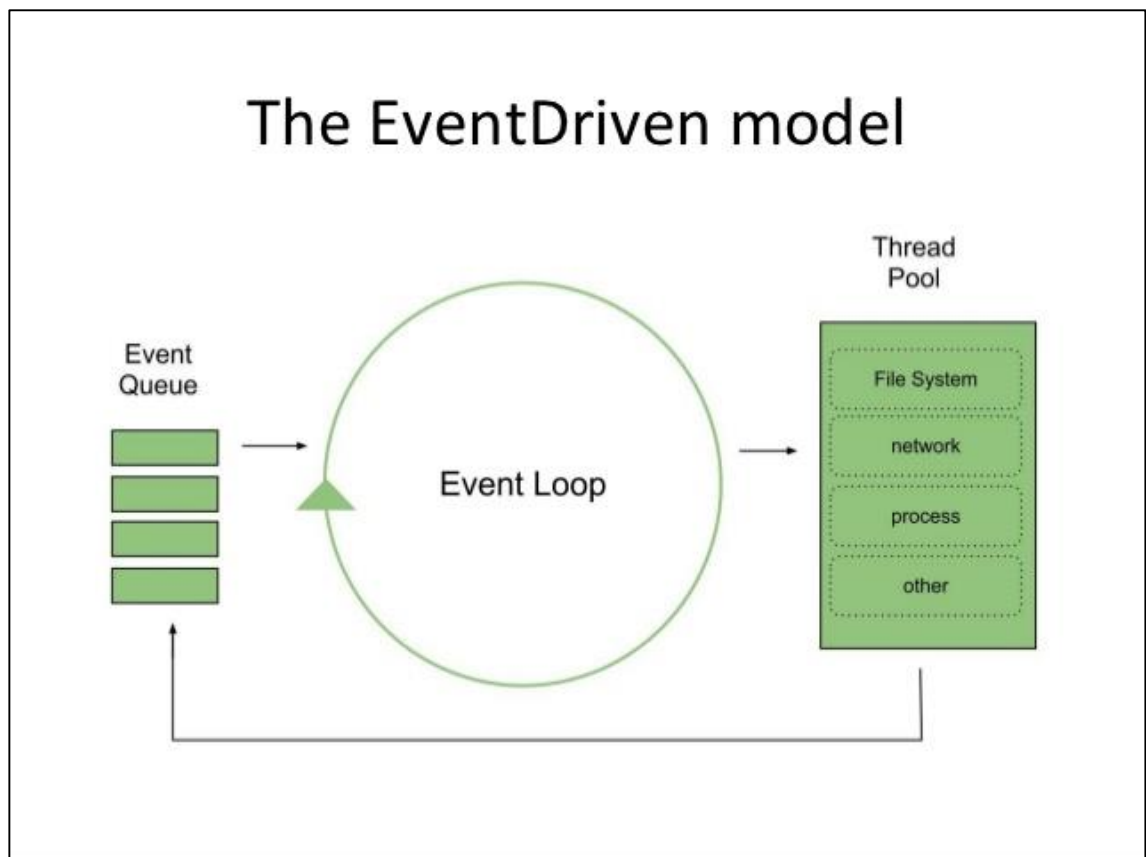 The EventDriven model
Event
Queue
Event Loop
Thread
Pool
File System
network
process
other